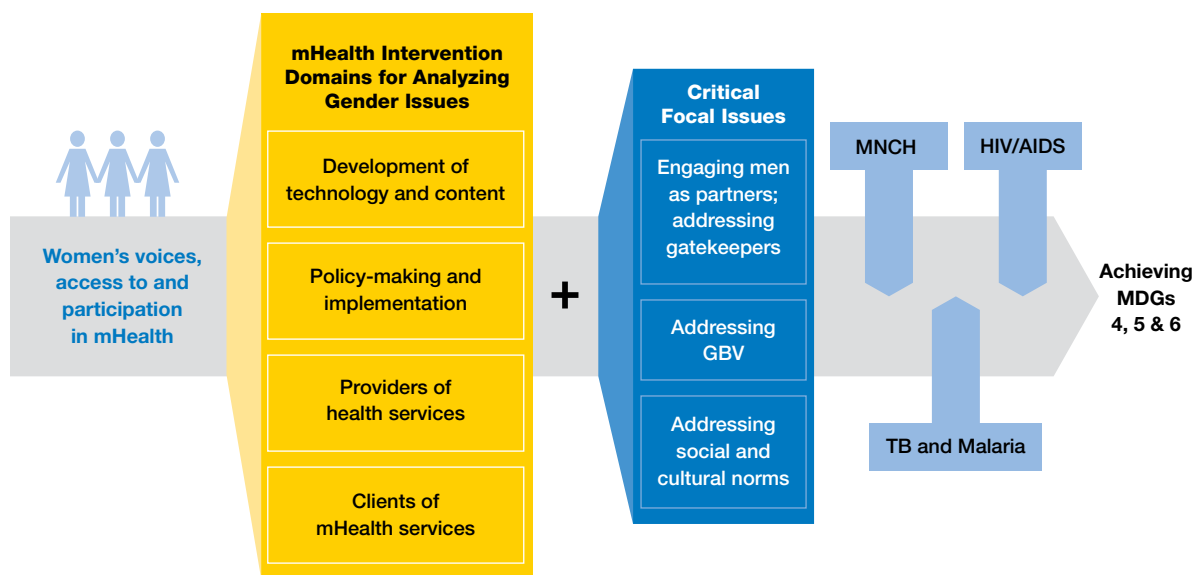 Women’s voices,
access to and
participation
in mHealth
mHealth Intervention
Domains for Analyzing
Gender Issues
Development of
technology and content
Policy-making and
implementation
Providers of
health services
Clients of
mHealth services
+
Critical
Focal Issues
Engaging men
as partners;
addressing
gatekeepers
Addressing
GBV
Addressing
social and
cultural norms
MNCH
HIV/AIDS
TB and Malaria
Achieving
MDGs
4, 5 & 6